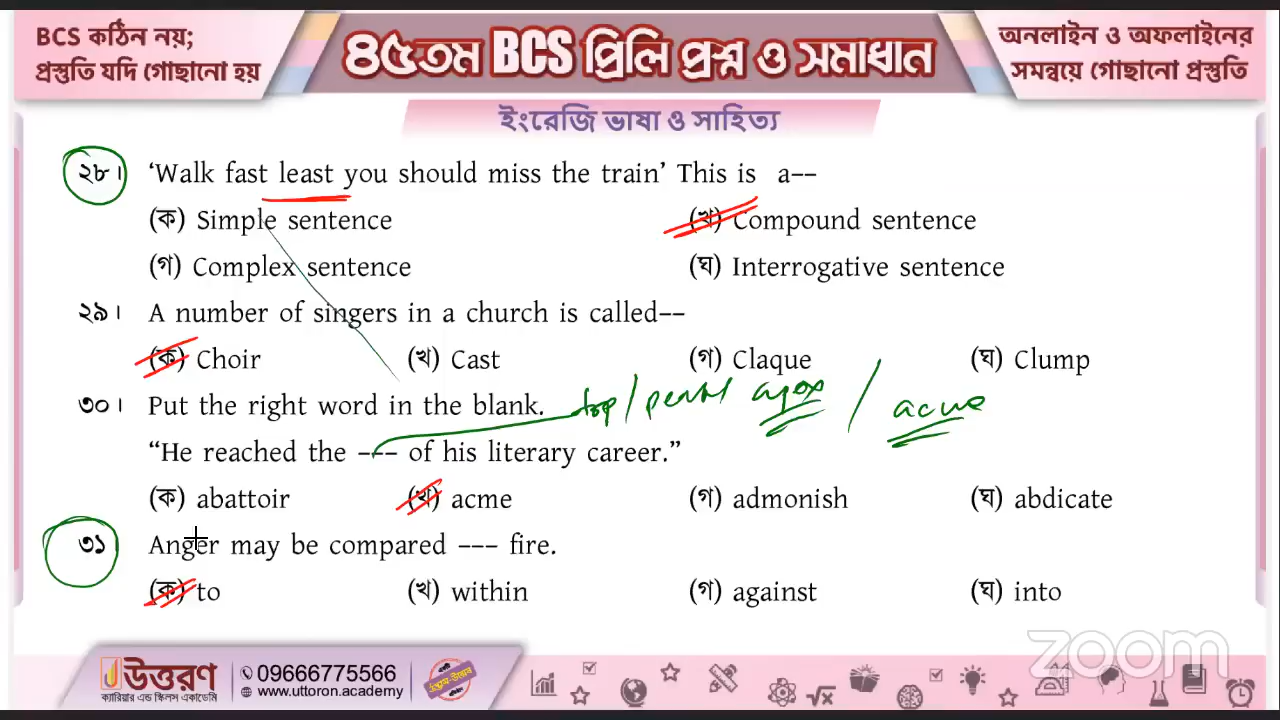 BCS কঠিন নয়;
প্রস্তুতি যদি গোছানো হয়
৪৫তম BCS প্রিলি প্রশ্ন ও সমাধান
অনলাইন ও অফলাইনের
সমন্বয়ে গোছানো প্রস্তুতি
ইংরেজি ভাষা ও সাহিত্য
২৮। ‘Walk fast least you should miss the train’ This is a--
(ক) Simple sentence (খ) Compound sentence
(গ) Complex sentence (ঘ) Interrogative sentence
২৯। A number of singers in a church is called--
(ক) Choir (খ) Cast (গ) Claque (ঘ) Clump
৩০। Put the right word in the blank.
top/ /
acme
“He reached the --- of his literary career.”
(ক) abattoir (খ) acme (গ) admonish (ঘ) abdicate
৩১ Anger may be compared --- fire.
(ক) to (খ) within (গ) against (ঘ) into
zoom
উত্তরণ
ক্যারিয়ার এন্ড স্কিলস একাডেমি
09666775566
www.uttoron.academy